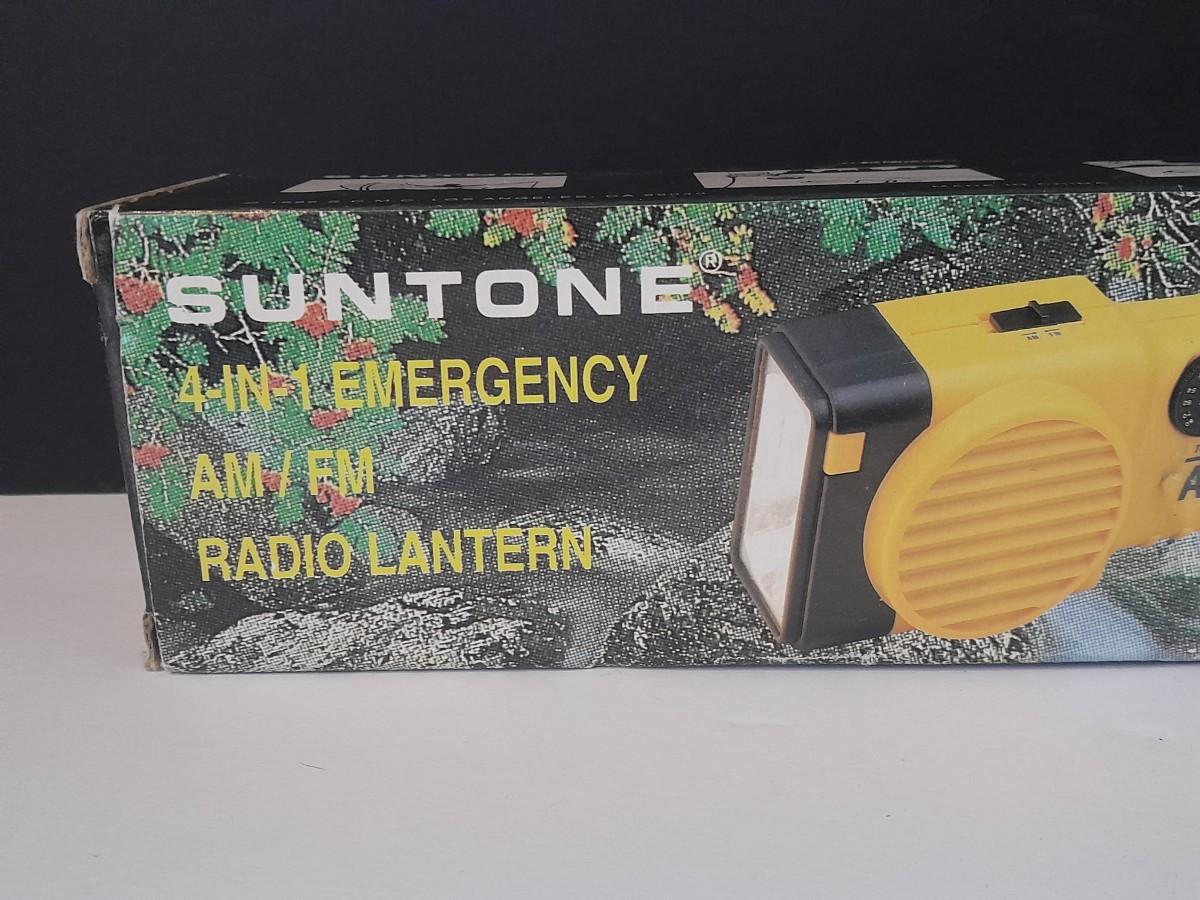 SUNTONE®
4-IN-1 EMERGENCY
AM / FM
RADIO LANTERN